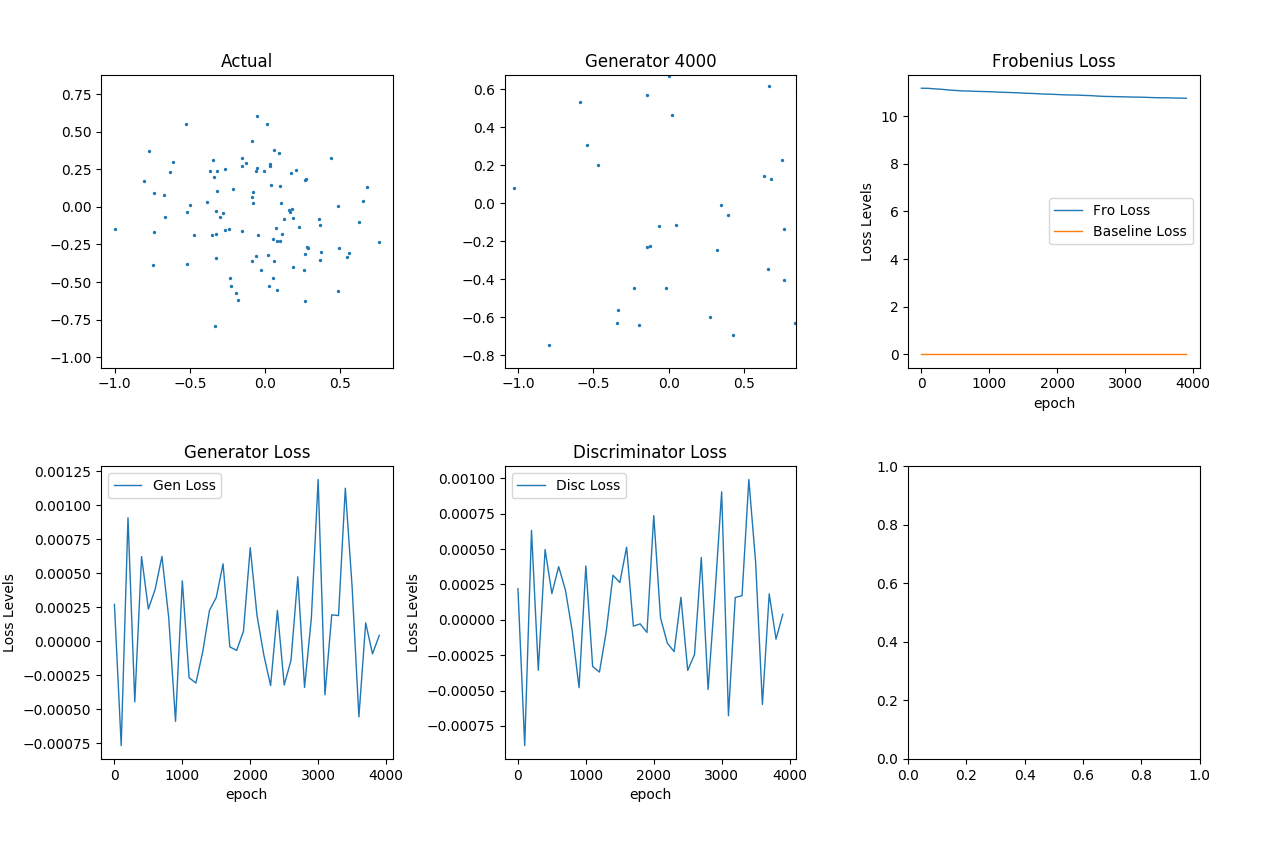 Actual
0.75
0.50
0.25
0.00
−0.25
−0.50
−0.75
−1.00
−1.0 −0.5 0.0 0.5
Generator 4000
0.6
0.4
0.2
0.0
−0.2
−0.4
−0.6
−0.8
−1.0 −0.5 0.0 0.5
Frobenius Loss
Loss Levels
10
8
6
4
2
0
Fro Loss
Baseline Loss
0 1000 2000 3000 4000
epoch
Generator Loss
Loss Levels
0.00125
0.00100
0.00075
0.00050
0.00025
0.00000
−0.00025
−0.00050
−0.00075
Gen Loss
0 1000 2000 3000 4000
epoch
Discriminator Loss
Loss Levels
0.00100
0.00075
0.00050
0.00025
0.00000
−0.00025
−0.00050
−0.00075
Disc Loss
0 1000 2000 3000 4000
epoch
1.0
0.8
0.6
0.4
0.2
0.0
0.0 0.2 0.4 0.6 0.8 1.0